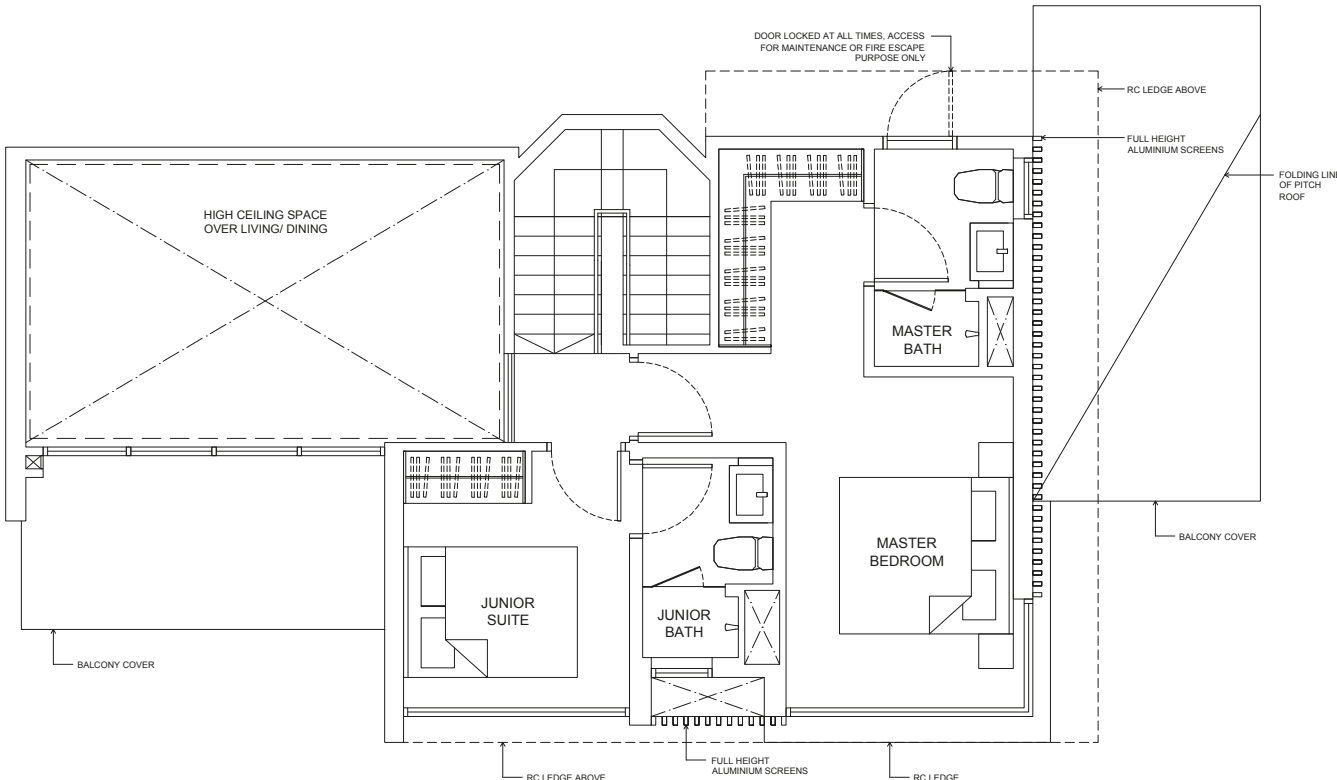 DOOR LOCKED AT ALL TIMES, ACCESS
FOR MAINTENANCE OR FIRE ESCAPE
PURPOSE ONLY
RC LEDGE ABOVE
FULL HEIGHT
ALUMINIUM SCREENS
FOLDING LINE
OF PITCH
ROOF
HIGH CEILING SPACE
OVER LIVING/ DINING
MASTER
BATH
BALCONY COVER
MASTER
BEDROOM
JUNIOR
SUITE
JUNIOR
BATH
BALCONY COVER
FULL HEIGHT
ALUMINIUM SCREENS
RC LEDGE ABOVE
RC LEDGE